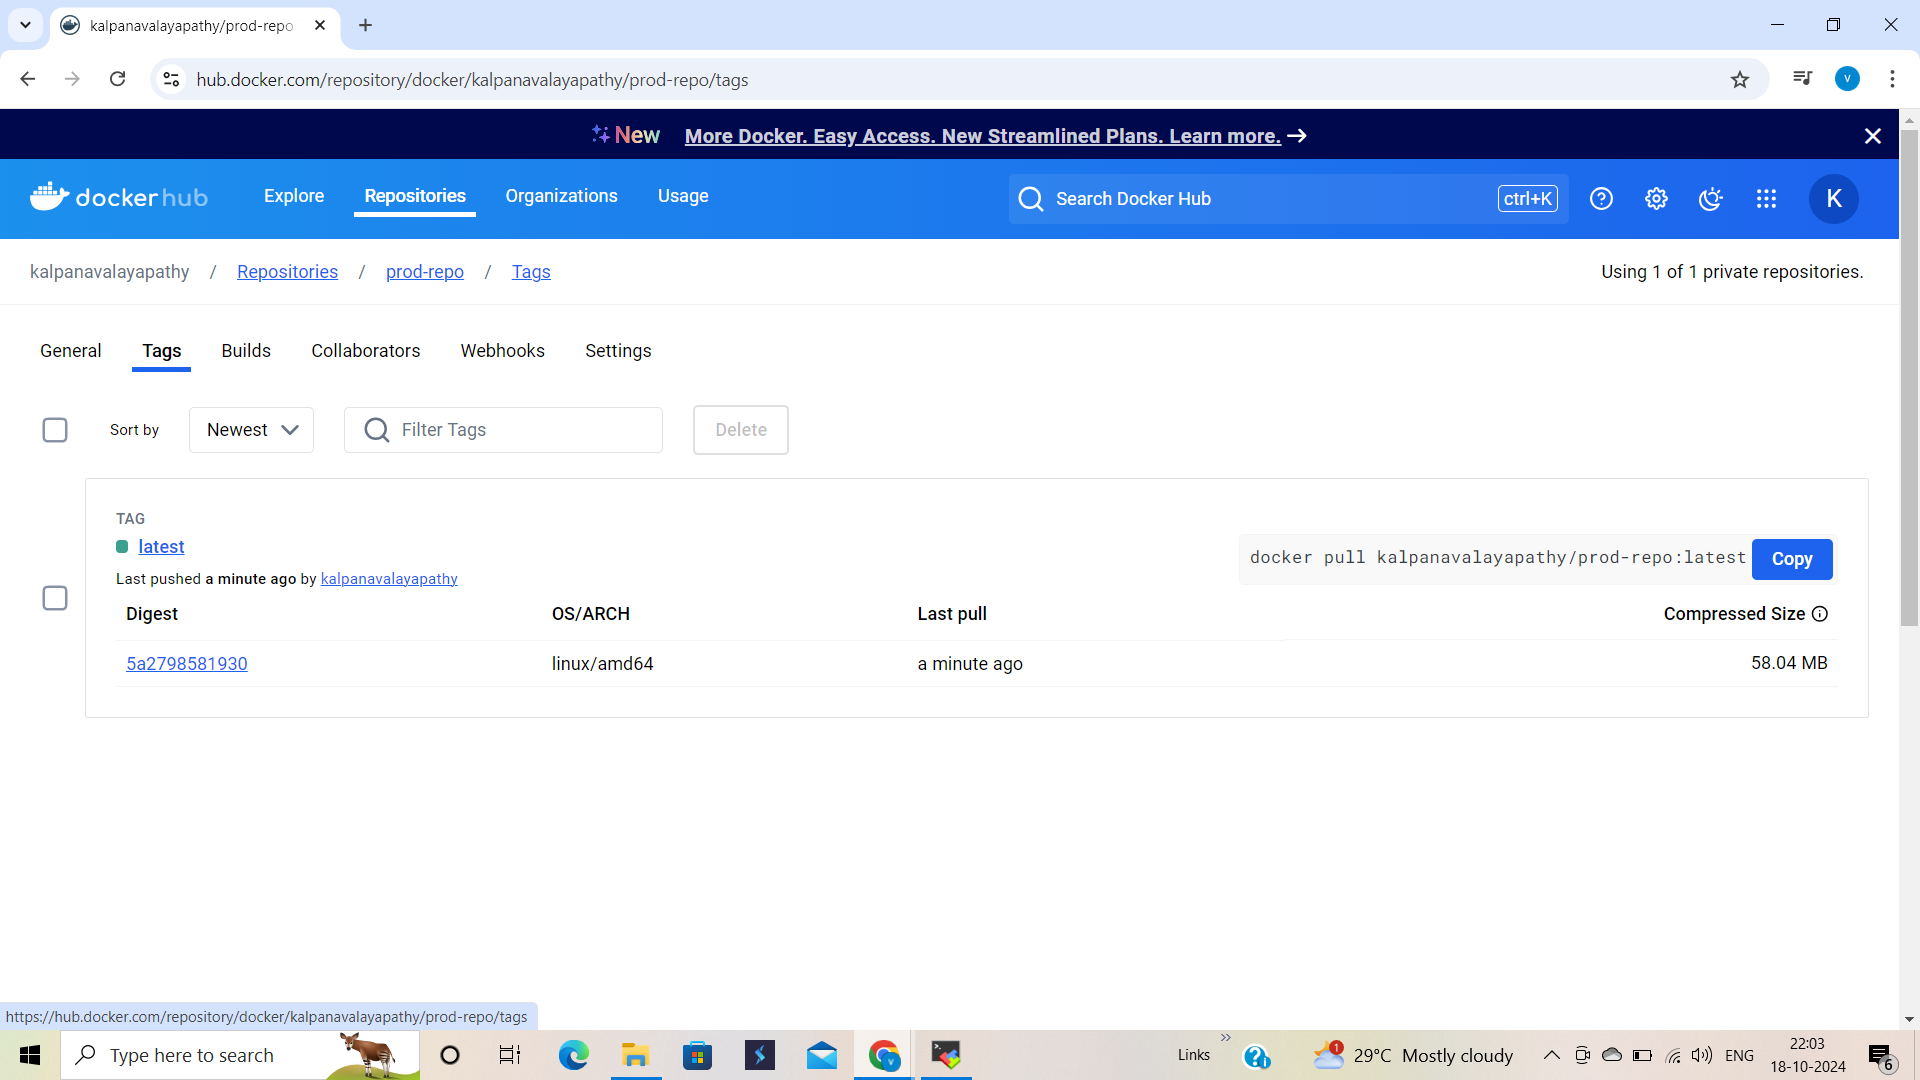 kalpanavalayapathy/prod-repo
hub.docker.com/repository/docker/kalpanavalayapathy/prod-repo/tags
V
New More Docker. Easy Access. New Streamlined Plans. Learn more. →
docker hub Explore Repositories Organizations Usage Search Docker Hub ctrl+K K
kalpanavalayapathy / Repositories / prod-repo / Tags Using 1 of 1 private repositories.
General Tags Builds Collaborators Webhooks Settings
Sort by Newest Filter Tags Delete
TAG
latest
docker pull kalpanavalayapathy/prod-repo:latest Copy
Last pushed a minute ago by kalpanavalayapathy
Digest OS/ARCH Last pull Compressed Size
5a2798581930 linux/amd64 a minute ago 58.04 MB
https://hub.docker.com/repository/docker/kalpanavalayapathy/prod-repo/tags
Type here to search Links 1 29°C Mostly cloudy ENG 22:03
18-10-2024 6